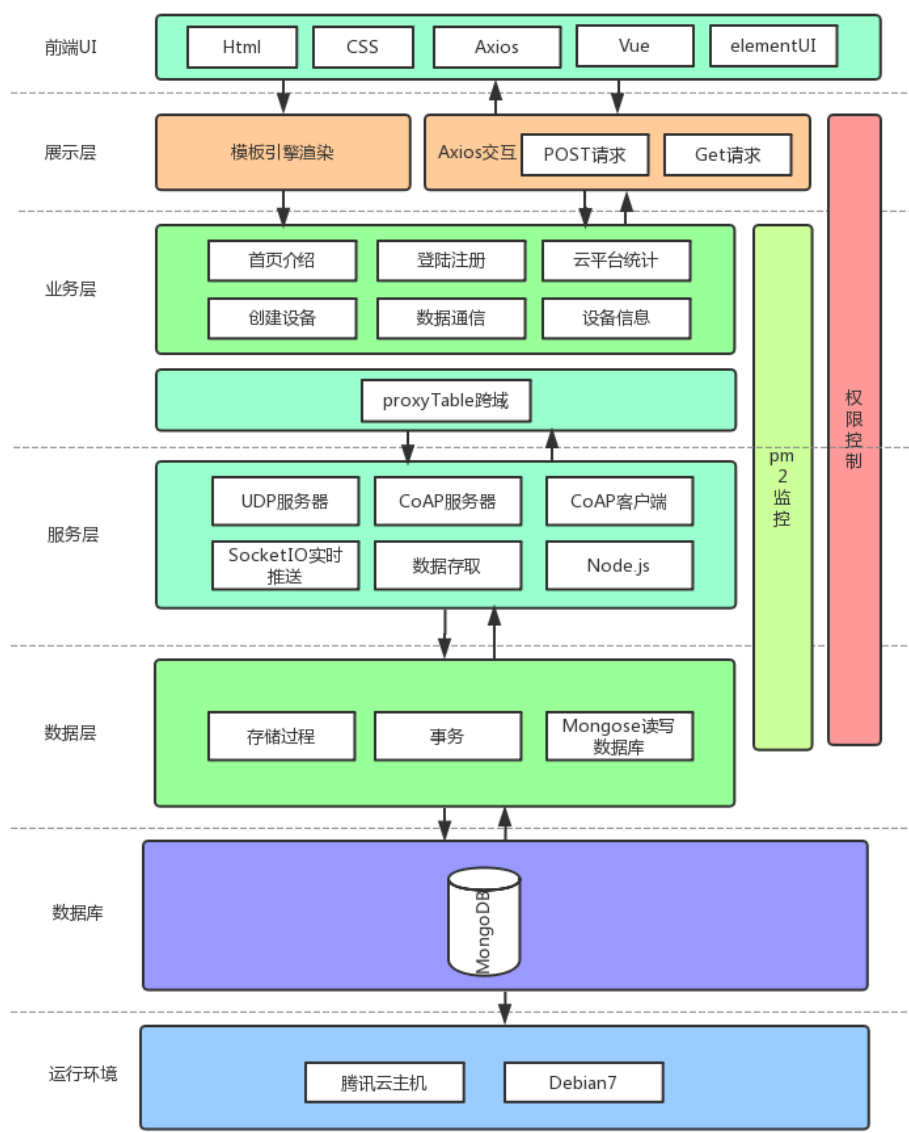 前端UI
Html
CSS
Axios
Vue
elementUI
展示层
模板引擎渲染
Axios交互
POST请求
Get请求
业务层
首页介绍
登陆注册
云平台统计
创建设备
数据通信
设备信息
proxyTable跨域
权
限
控
制
pm
2
监
控
服务层
UDP服务器
CoAP服务器
CoAP客户端
SocketIO实时
推送
数据存取
Node.js
数据层
存储过程
事务
Mongose读写
数据库
数据库
MongoDB
运行环境
腾讯云主机
Debian7